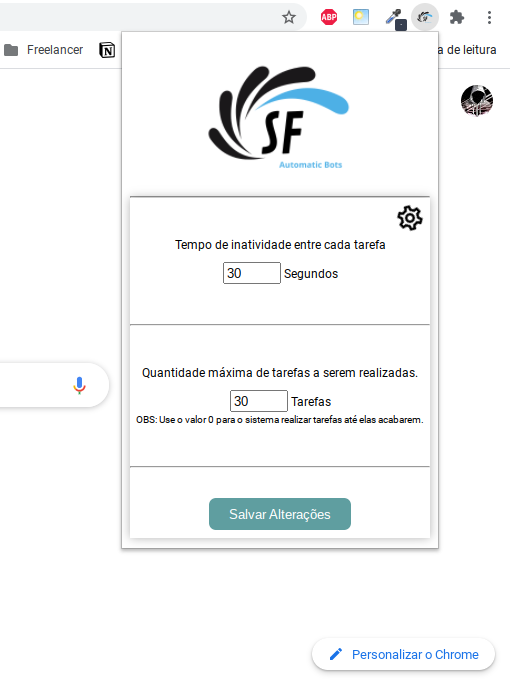 ABP
Freelancer
a de leitura
SF
Automatic Bots
Tempo de inatividade entre cada tarefa
30 Segundos
Quantidade máxima de tarefas a serem realizadas.
30 Tarefas
OBS: Use o valor 0 para o sistema realizar tarefas até elas acabarem.
Salvar Alterações
Personalizar o Chrome